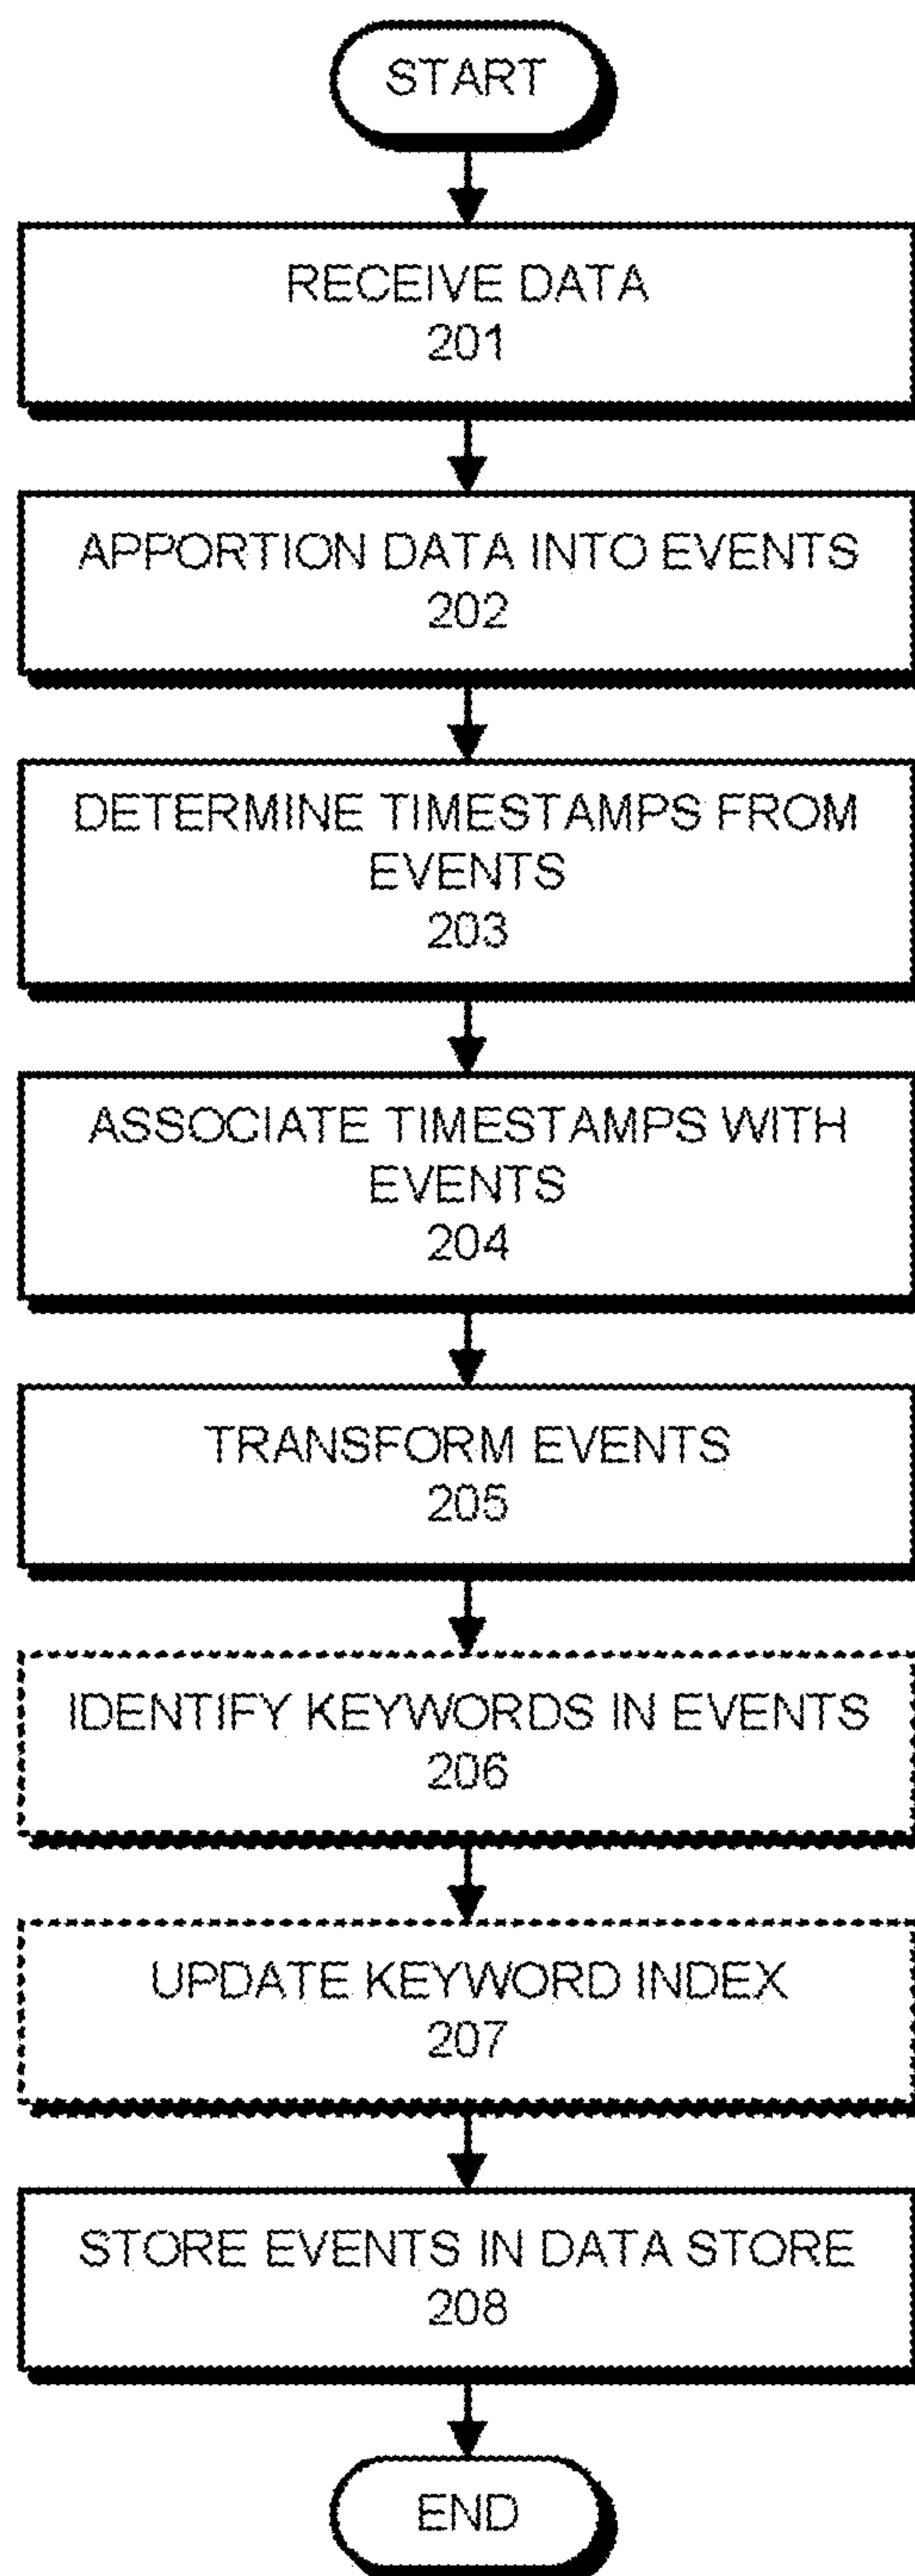 START
RECEIVE DATA
201
APPORTION DATA INTO EVENTS
202
DETERMINE TIMESTAMPS FROM
EVENTS
203
ASSOCIATE TIMESTAMPS WITH
EVENTS
204
TRANSFORM EVENTS
205
IDENTIFY KEYWORDS IN EVENTS
206
UPDATE KEYWORD INDEX
207
STORE EVENTS IN DATA STORE
208
END